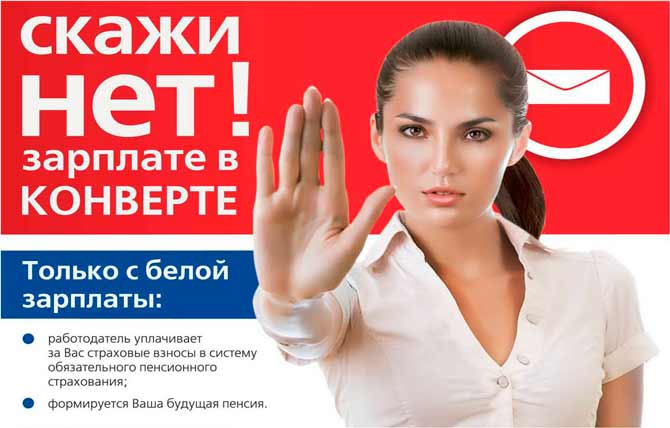 скажи
нет!
зарплате в
КОНВЕРТЕ
Только с белой
зарплаты:
работодатель уплачивает
за Вас страховые взносы в систему
обязательного пенсионного
страхования;
формируется Ваша будущая пенсия.